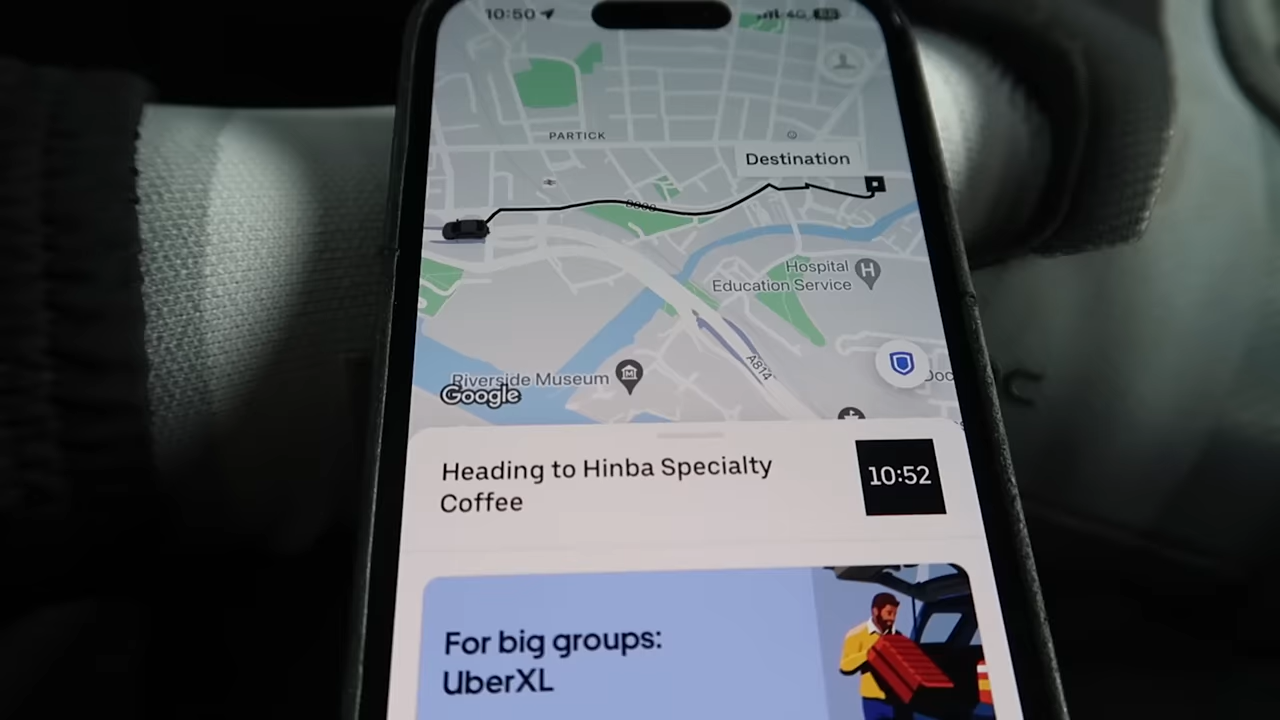 10:50
4G
PARTICK
Destination
Hospital
Education Service
A814
Riverside Museum
Google
Heading to Hinba Specialty
Coffee
10:52
For big groups:
UberXL